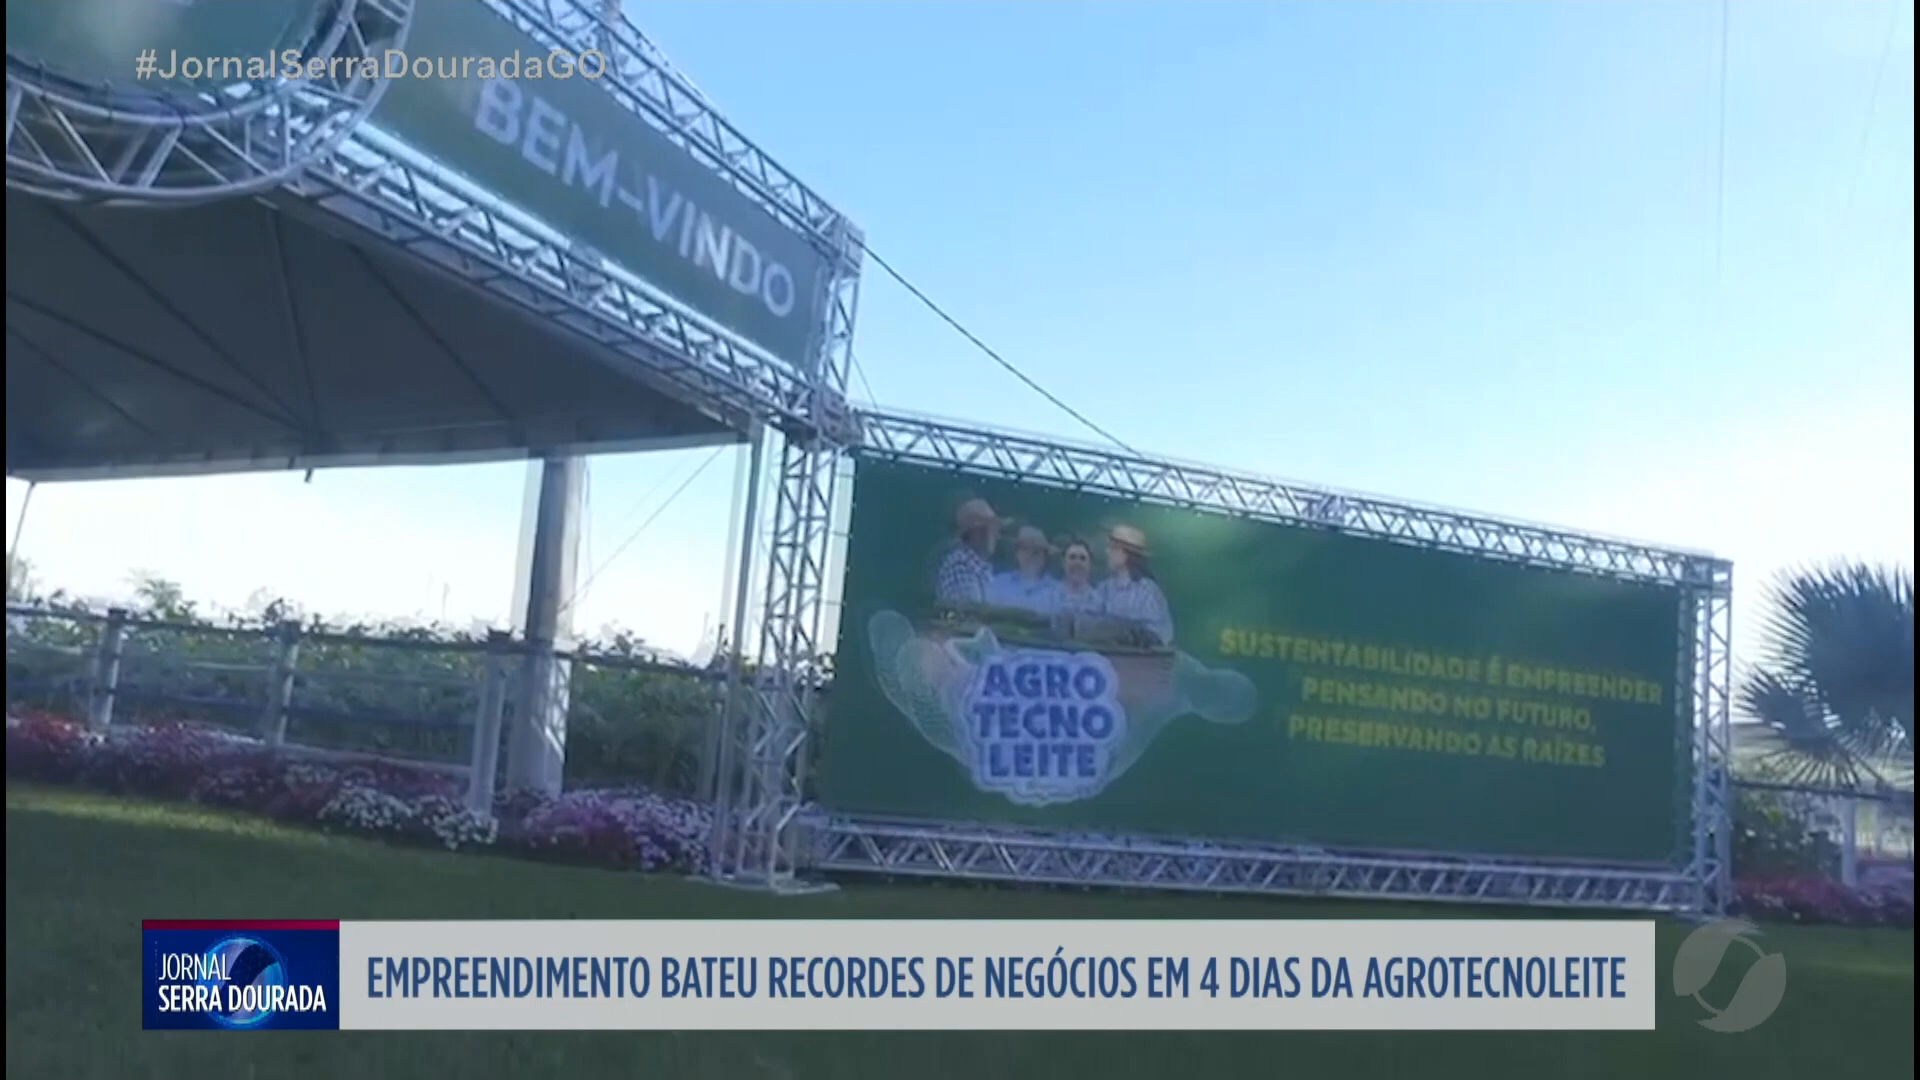 #JornalSerraDouradaGO
BEM-VINDO
AGRO
TECNO
LEITE
SUSTENTABILIDADE É EMPREENDER
PENSANDO NO FUTURO,
PRESERVANDO AS RAÍZES
JORNAL
SERRA DOURADA
EMPREENDIMENTO BATEU RECORDES DE NEGÓCIOS EM 4 DIAS DA AGROTECNOLEITE